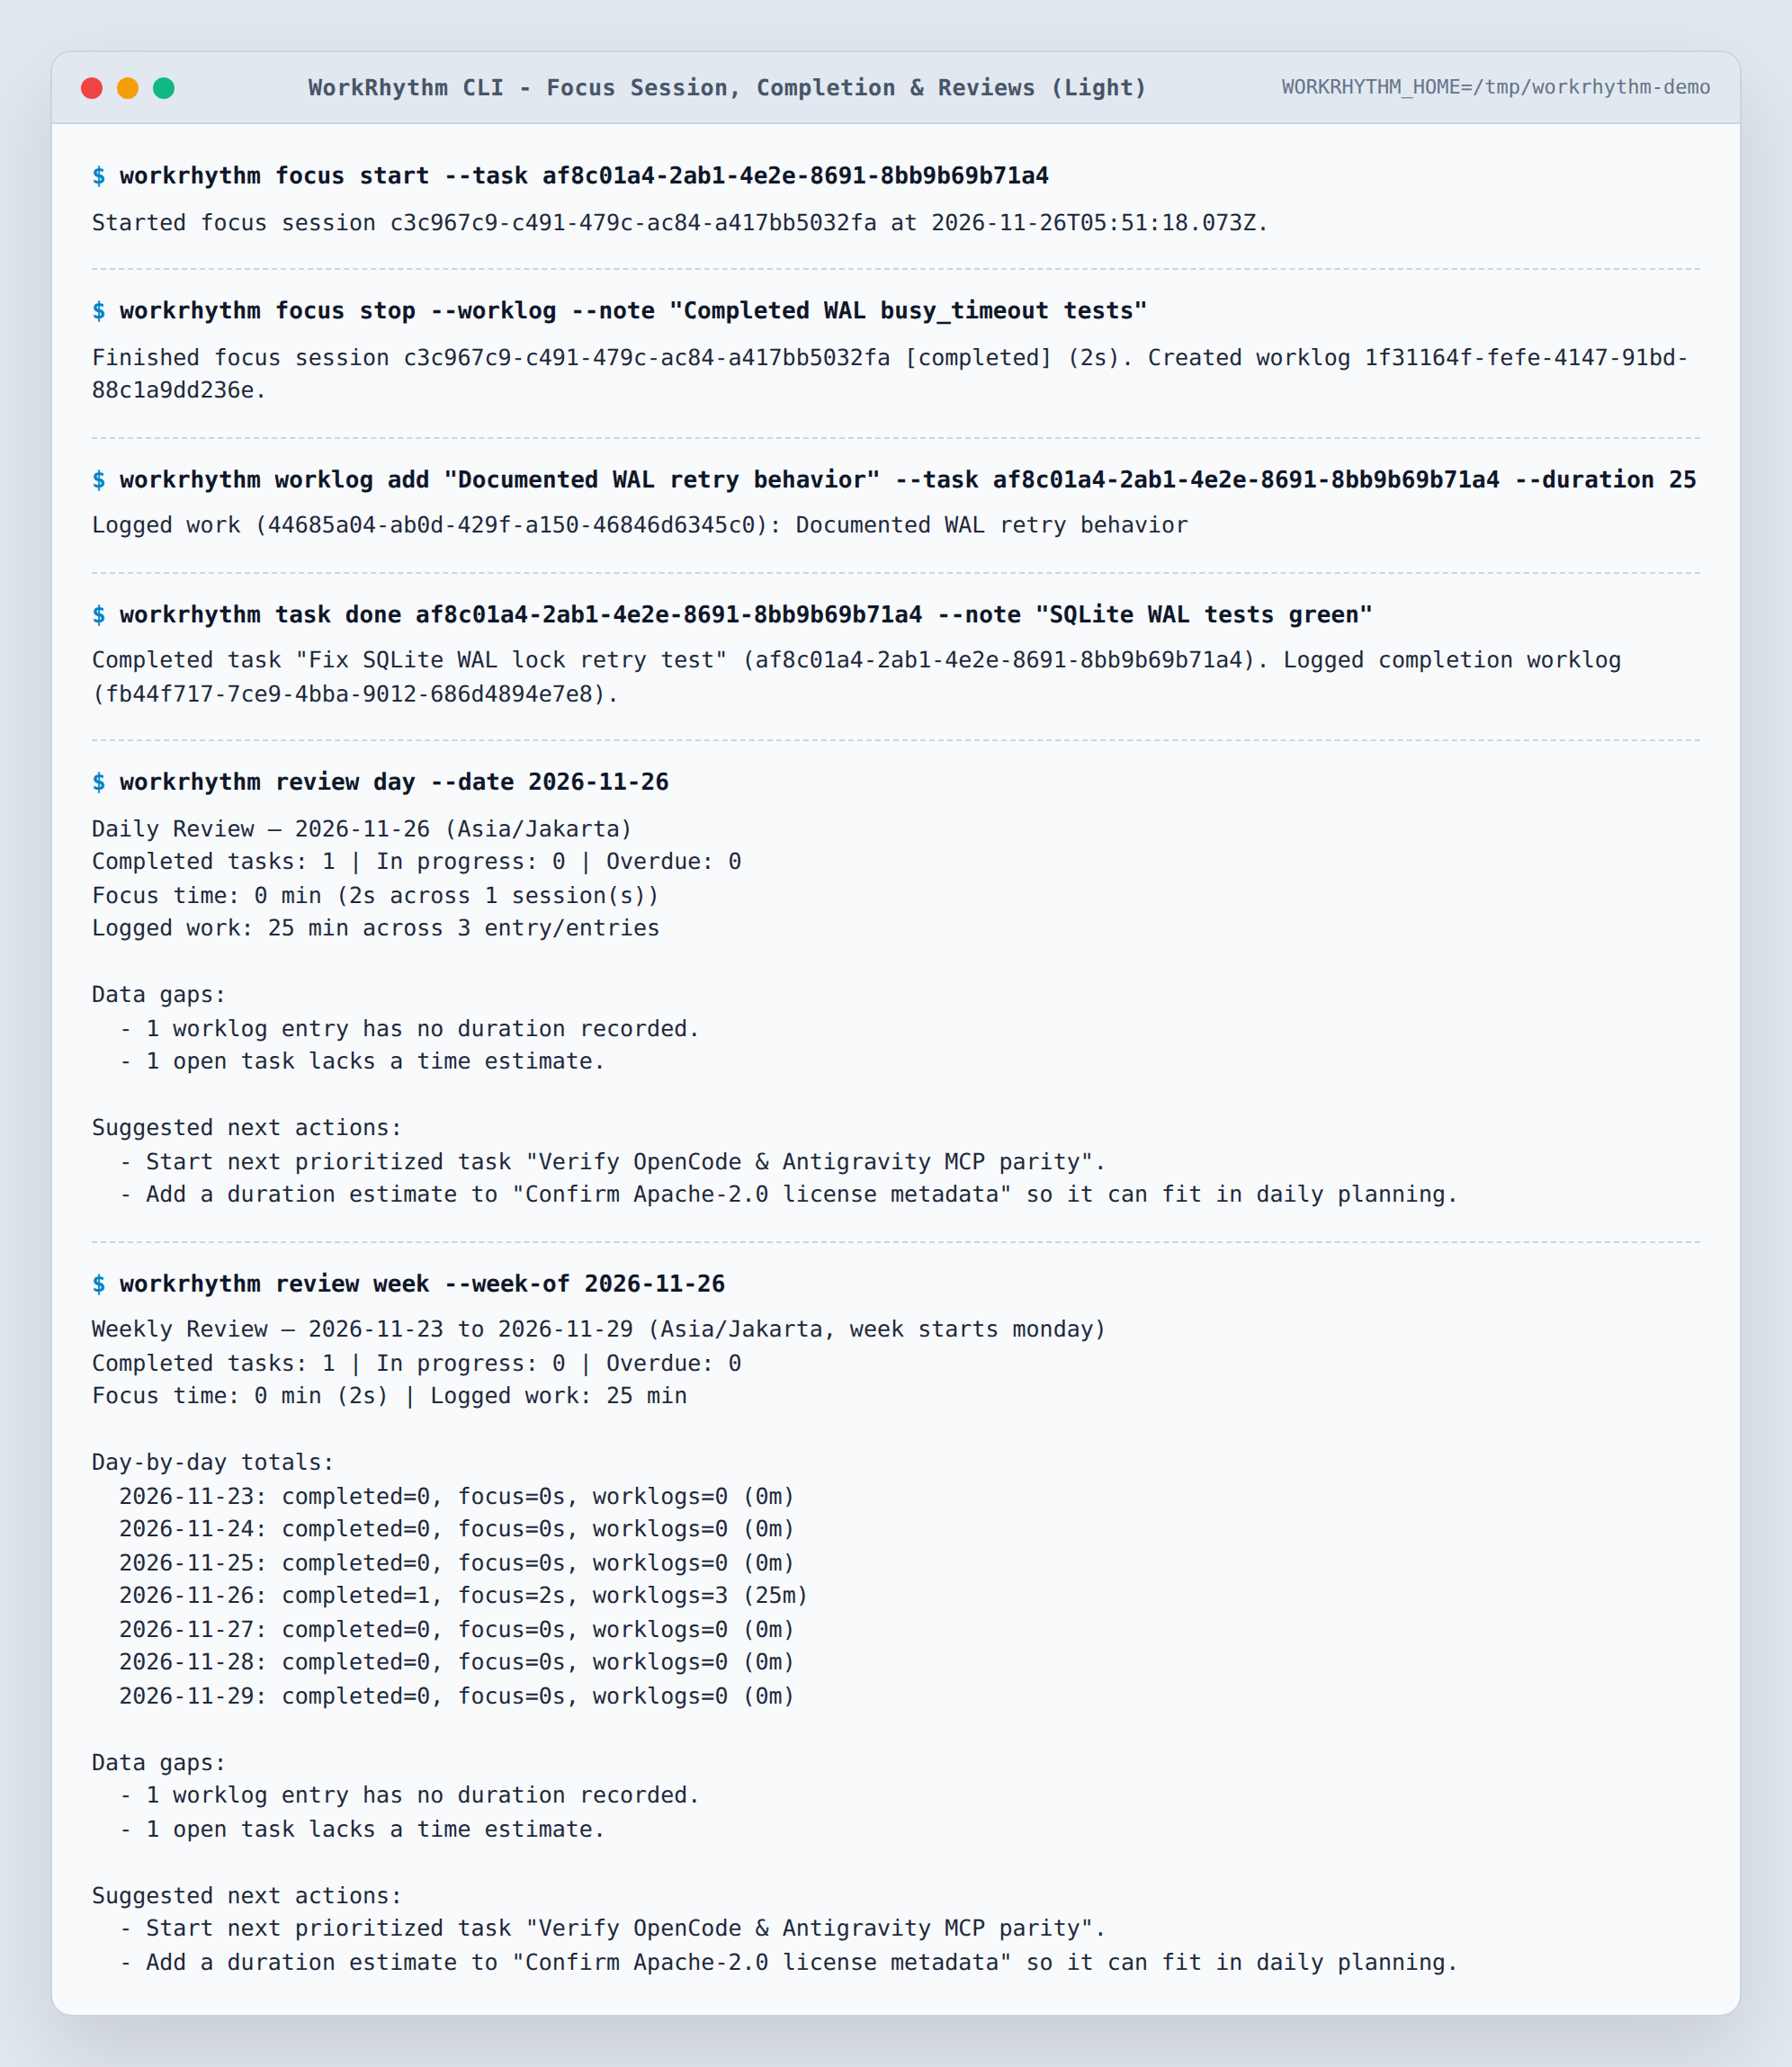 WorkRhythm CLI - Focus Session, Completion & Reviews (Light)
WORKRHYTHM_HOME=/tmp/workrhythm-demo
$ workrhythm focus start --task af8c01a4-2ab1-4e2e-8691-8bb9b69b71a4
Started focus session c3c967c9-c491-479c-ac84-a417bb5032fa at 2026-11-26T05:51:18.073Z.
$ workrhythm focus stop --worklog --note "Completed WAL busy_timeout tests"
Finished focus session c3c967c9-c491-479c-ac84-a417bb5032fa [completed] (2s). Created worklog 1f31164f-fefe-4147-91bd-
88c1a9dd236e.
$ workrhythm worklog add "Documented WAL retry behavior" --task af8c01a4-2ab1-4e2e-8691-8bb9b69b71a4 --duration 25
Logged work (44685a04-ab0d-429f-a150-46846d6345c0): Documented WAL retry behavior
$ workrhythm task done af8c01a4-2ab1-4e2e-8691-8bb9b69b71a4 --note "SQLite WAL tests green"
Completed task "Fix SQLite WAL lock retry test" (af8c01a4-2ab1-4e2e-8691-8bb9b69b71a4). Logged completion worklog
(fb44f717-7ce9-4bba-9012-686d4894e7e8).
$ workrhythm review day --date 2026-11-26
Daily Review — 2026-11-26 (Asia/Jakarta)
Completed tasks: 1 | In progress: 0 | Overdue: 0
Focus time: 0 min (2s across 1 session(s))
Logged work: 25 min across 3 entry/entries
Data gaps:
- 1 worklog entry has no duration recorded.
- 1 open task lacks a time estimate.
Suggested next actions:
- Start next prioritized task "Verify OpenCode & Antigravity MCP parity".
- Add a duration estimate to "Confirm Apache-2.0 license metadata" so it can fit in daily planning.
$ workrhythm review week --week-of 2026-11-26
Weekly Review — 2026-11-23 to 2026-11-29 (Asia/Jakarta, week starts monday)
Completed tasks: 1 | In progress: 0 | Overdue: 0
Focus time: 0 min (2s) | Logged work: 25 min
Day-by-day totals:
2026-11-23: completed=0, focus=0s, worklogs=0 (0m)
2026-11-24: completed=0, focus=0s, worklogs=0 (0m)
2026-11-25: completed=0, focus=0s, worklogs=0 (0m)
2026-11-26: completed=1, focus=2s, worklogs=3 (25m)
2026-11-27: completed=0, focus=0s, worklogs=0 (0m)
2026-11-28: completed=0, focus=0s, worklogs=0 (0m)
2026-11-29: completed=0, focus=0s, worklogs=0 (0m)
Data gaps:
- 1 worklog entry has no duration recorded.
- 1 open task lacks a time estimate.
Suggested next actions:
- Start next prioritized task "Verify OpenCode & Antigravity MCP parity".
- Add a duration estimate to "Confirm Apache-2.0 license metadata" so it can fit in daily planning.